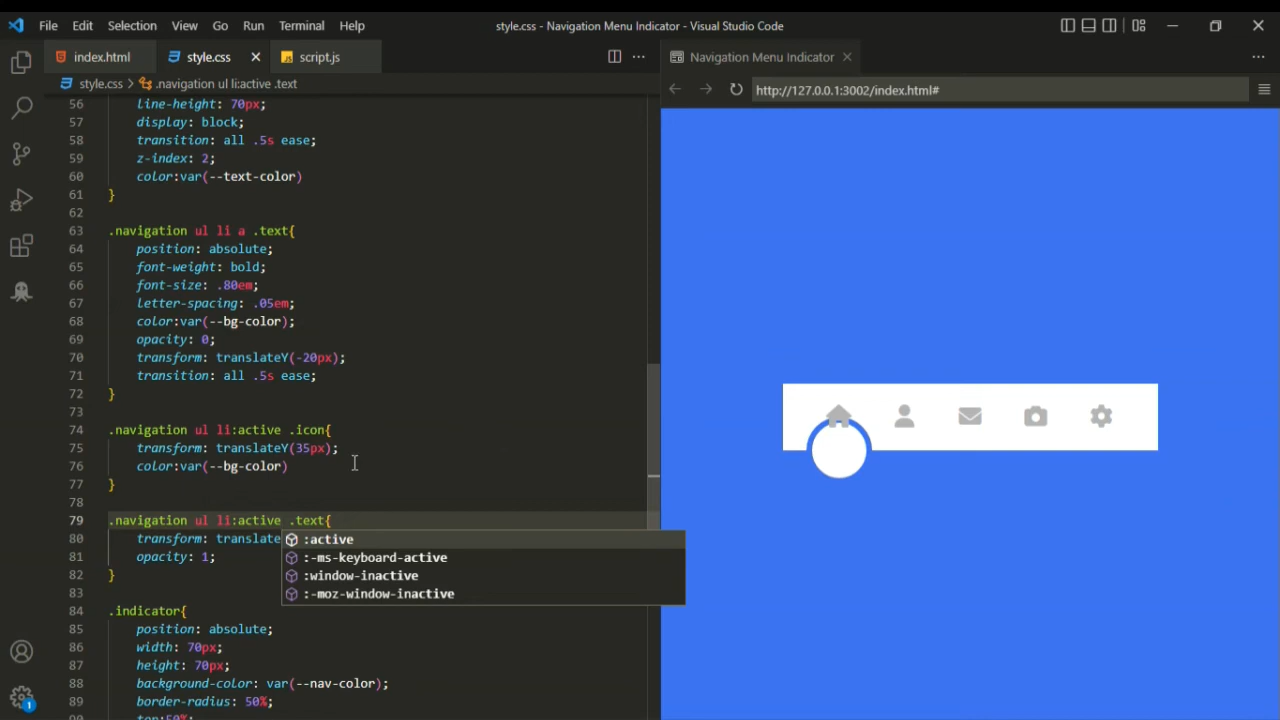 File Edit Selection View Go Run Terminal Help style.css - Navigation Menu Indicator - Visual Studio Code
index.html style.css script.js Navigation Menu Indicator
style.css > .navigation ul li:active .text
http://127.0.0.1:3002/index.html#
56 line-height: 70px;
57 display: block;
58 transition: all .5s ease;
59 z-index: 2;
60 color:var(--text-color)
61 }
62
63 .navigation ul li a .text{
64 position: absolute;
65 font-weight: bold;
66 font-size: .80em;
67 letter-spacing: .05em;
68 color:var(--bg-color);
69 opacity: 0;
70 transform: translateY(-20px);
71 transition: all .5s ease;
72 }
73
74 .navigation ul li:active .icon{
75 transform: translateY(35px);
76 color:var(--bg-color)
77 }
78
79 .navigation ul li:active .text{
80 transform: translate
:active
81 opacity: 1;
:-ms-keyboard-active
82 }
:window-inactive
83
:-moz-window-inactive
84 .indicator{
85 position: absolute;
86 width: 70px;
87 height: 70px;
88 background-color: var(--nav-color);
89 border-radius: 50%;
90 top:50%;
1